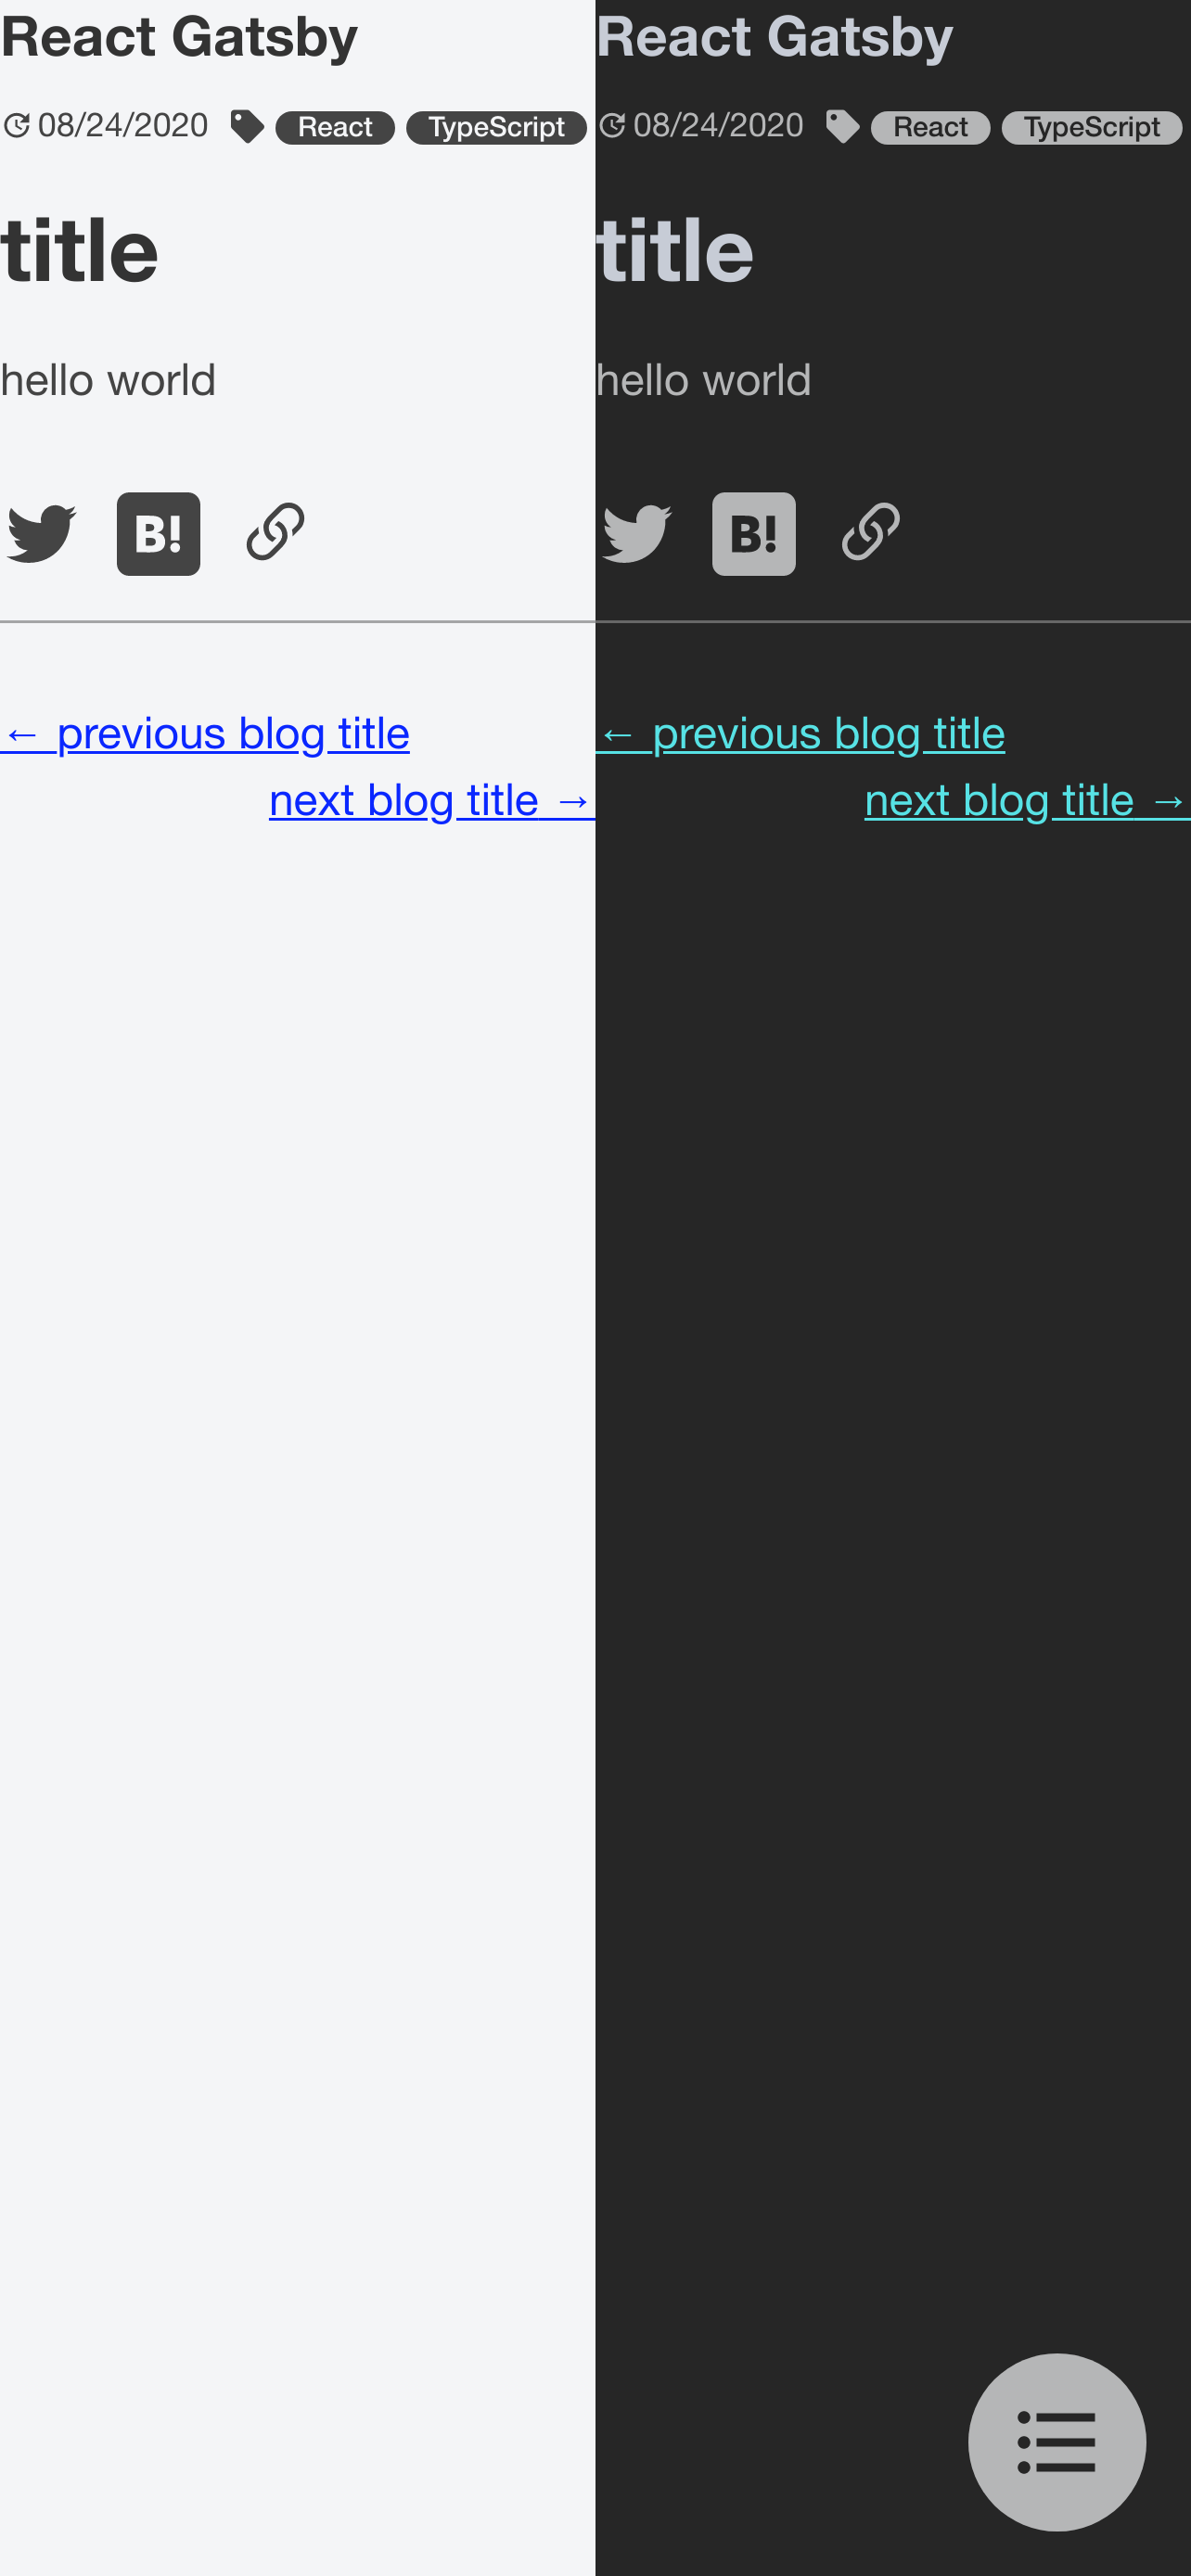 React Gatsby
08/24/2020 React TypeScript
title
hello world
B!
← previous blog title
next blog title →
React Gatsby
08/24/2020 React TypeScript
title
hello world
B!
← previous blog title
next blog title →